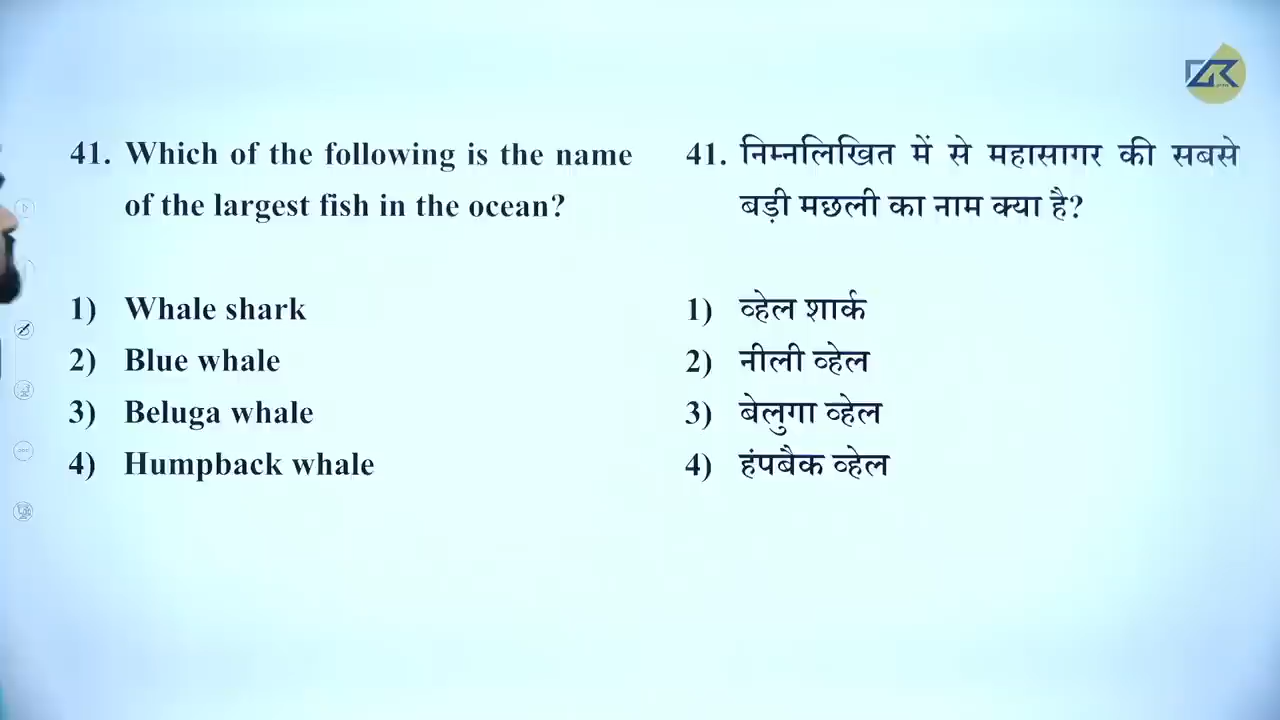 41. Which of the following is the name
of the largest fish in the ocean?
1) Whale shark
2) Blue whale
3) Beluga whale
4) Humpback whale
41. निम्नलिखित में से महासागर की सबसे
बड़ी मछली का नाम क्या है?
1) व्हेल शार्क
2) नीली व्हेल
3) बेलुगा व्हेल
4) हंपबैक व्हेल